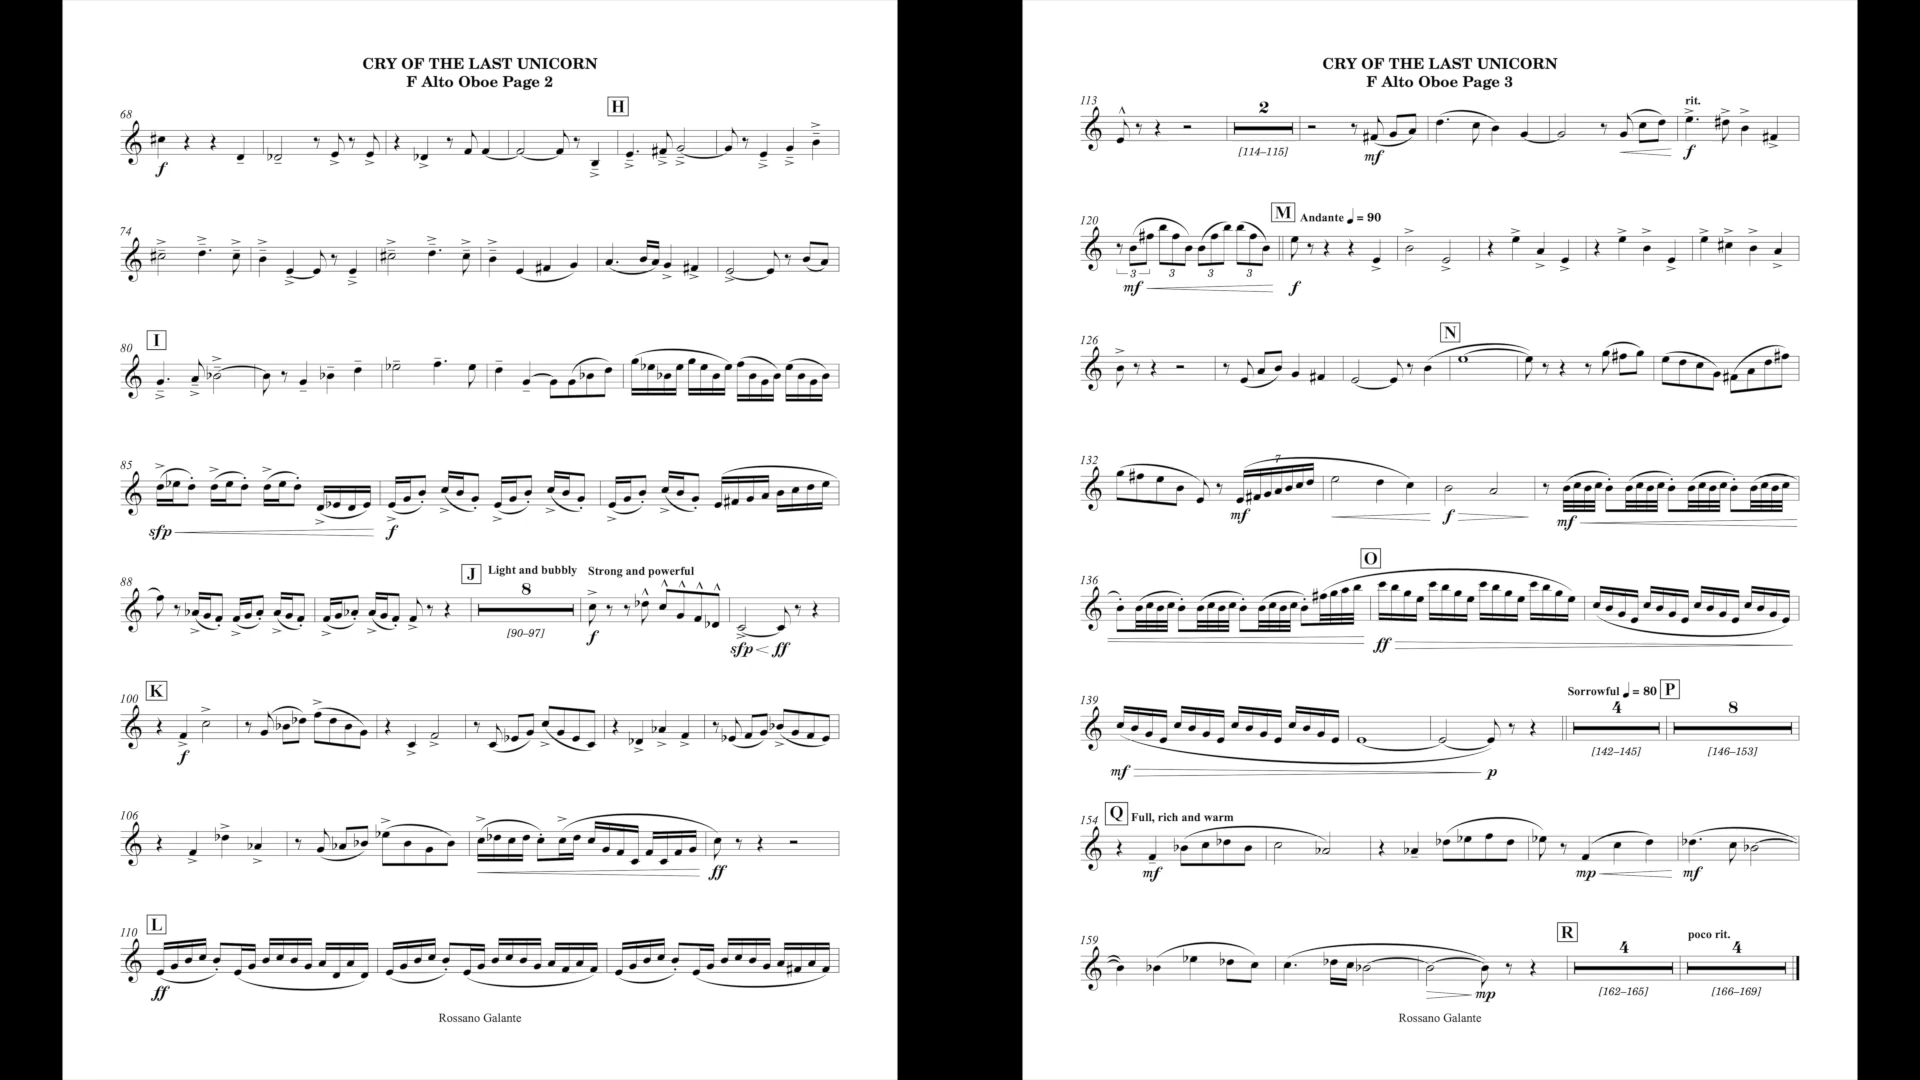 CRY OF THE LAST UNICORN
F Alto Oboe Page 2
H
68
f
74
I
80
85
sfp f
J Light and bubbly Strong and powerful
88
8
[90–97]
f
sfp ff
K
100
f
106
ff
L
110
ff
Rossano Galante
CRY OF THE LAST UNICORN
F Alto Oboe Page 3
113
2
rit.
[114–115]
mf f
M Andante = 90
120
3 3 3 3
mf f
N
126
132
7
mf f mf
O
136
ff
Sorrowful = 80 P
139
4 8
[142–145] [146–153]
mf p
Q Full, rich and warm
154
mf mp mf
R
poco rit.
159
4 4
[162–165] [166–169]
mp
Rossano Galante